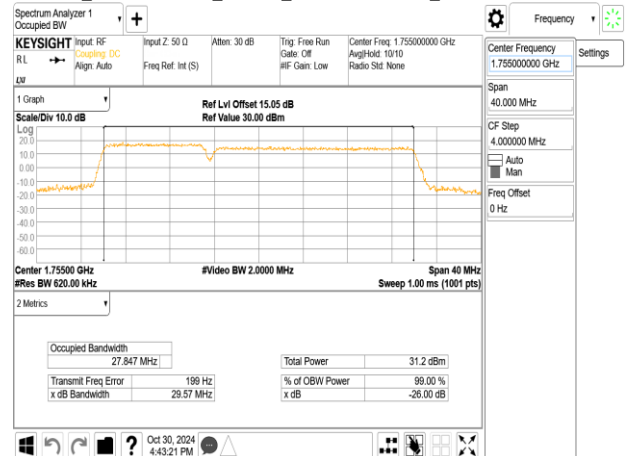 Spectrum Analyzer 1
Occupied BW
Frequency
KEYSIGHT
RL
Input: RF
Coupling: DC
Align: Auto
Input Z: 50 Ω
Freq Ref: Int (S)
Atten: 30 dB
Trig: Free Run
Gate: Off
#IF Gain: Low
Center Freq: 1.755000000 GHz
Avg|Hold: 10/10
Radio Std: None
Center Frequency
1.755000000 GHz
Settings
Span
40.000 MHz
CF Step
4.000000 MHz
Auto
Man
Freq Offset
0 Hz
1 Graph
Scale/Div 10.0 dB
Ref Lvl Offset 15.05 dB
Ref Value 30.00 dBm
Log
20.0
10.0
0.00
-10.0
-20.0
-30.0
-40.0
-50.0
-60.0
Center 1.75500 GHz
#Video BW 2.0000 MHz
Span 40 MHz
#Res BW 620.00 kHz
Sweep 1.00 ms (1001 pts)
2 Metrics
Occupied Bandwidth
27.847 MHz
Total Power 31.2 dBm
Transmit Freq Error 199 Hz
% of OBW Power 99.00 %
x dB Bandwidth 29.57 MHz
x dB -26.00 dB
Oct 30, 2024
4:43:21 PM